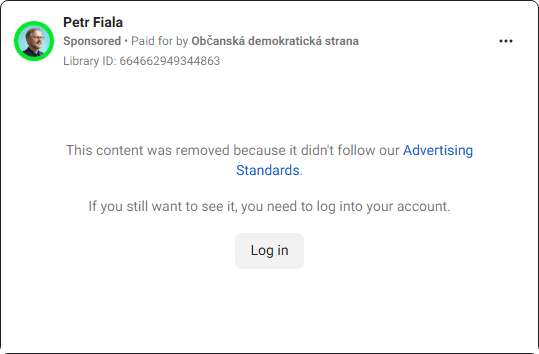 Petr Fiala
Sponsored • Paid for by Občanská demokratická strana
Library ID: 664662949344863
This content was removed because it didn't follow our Advertising
Standards.
If you still want to see it, you need to log into your account.
Log in